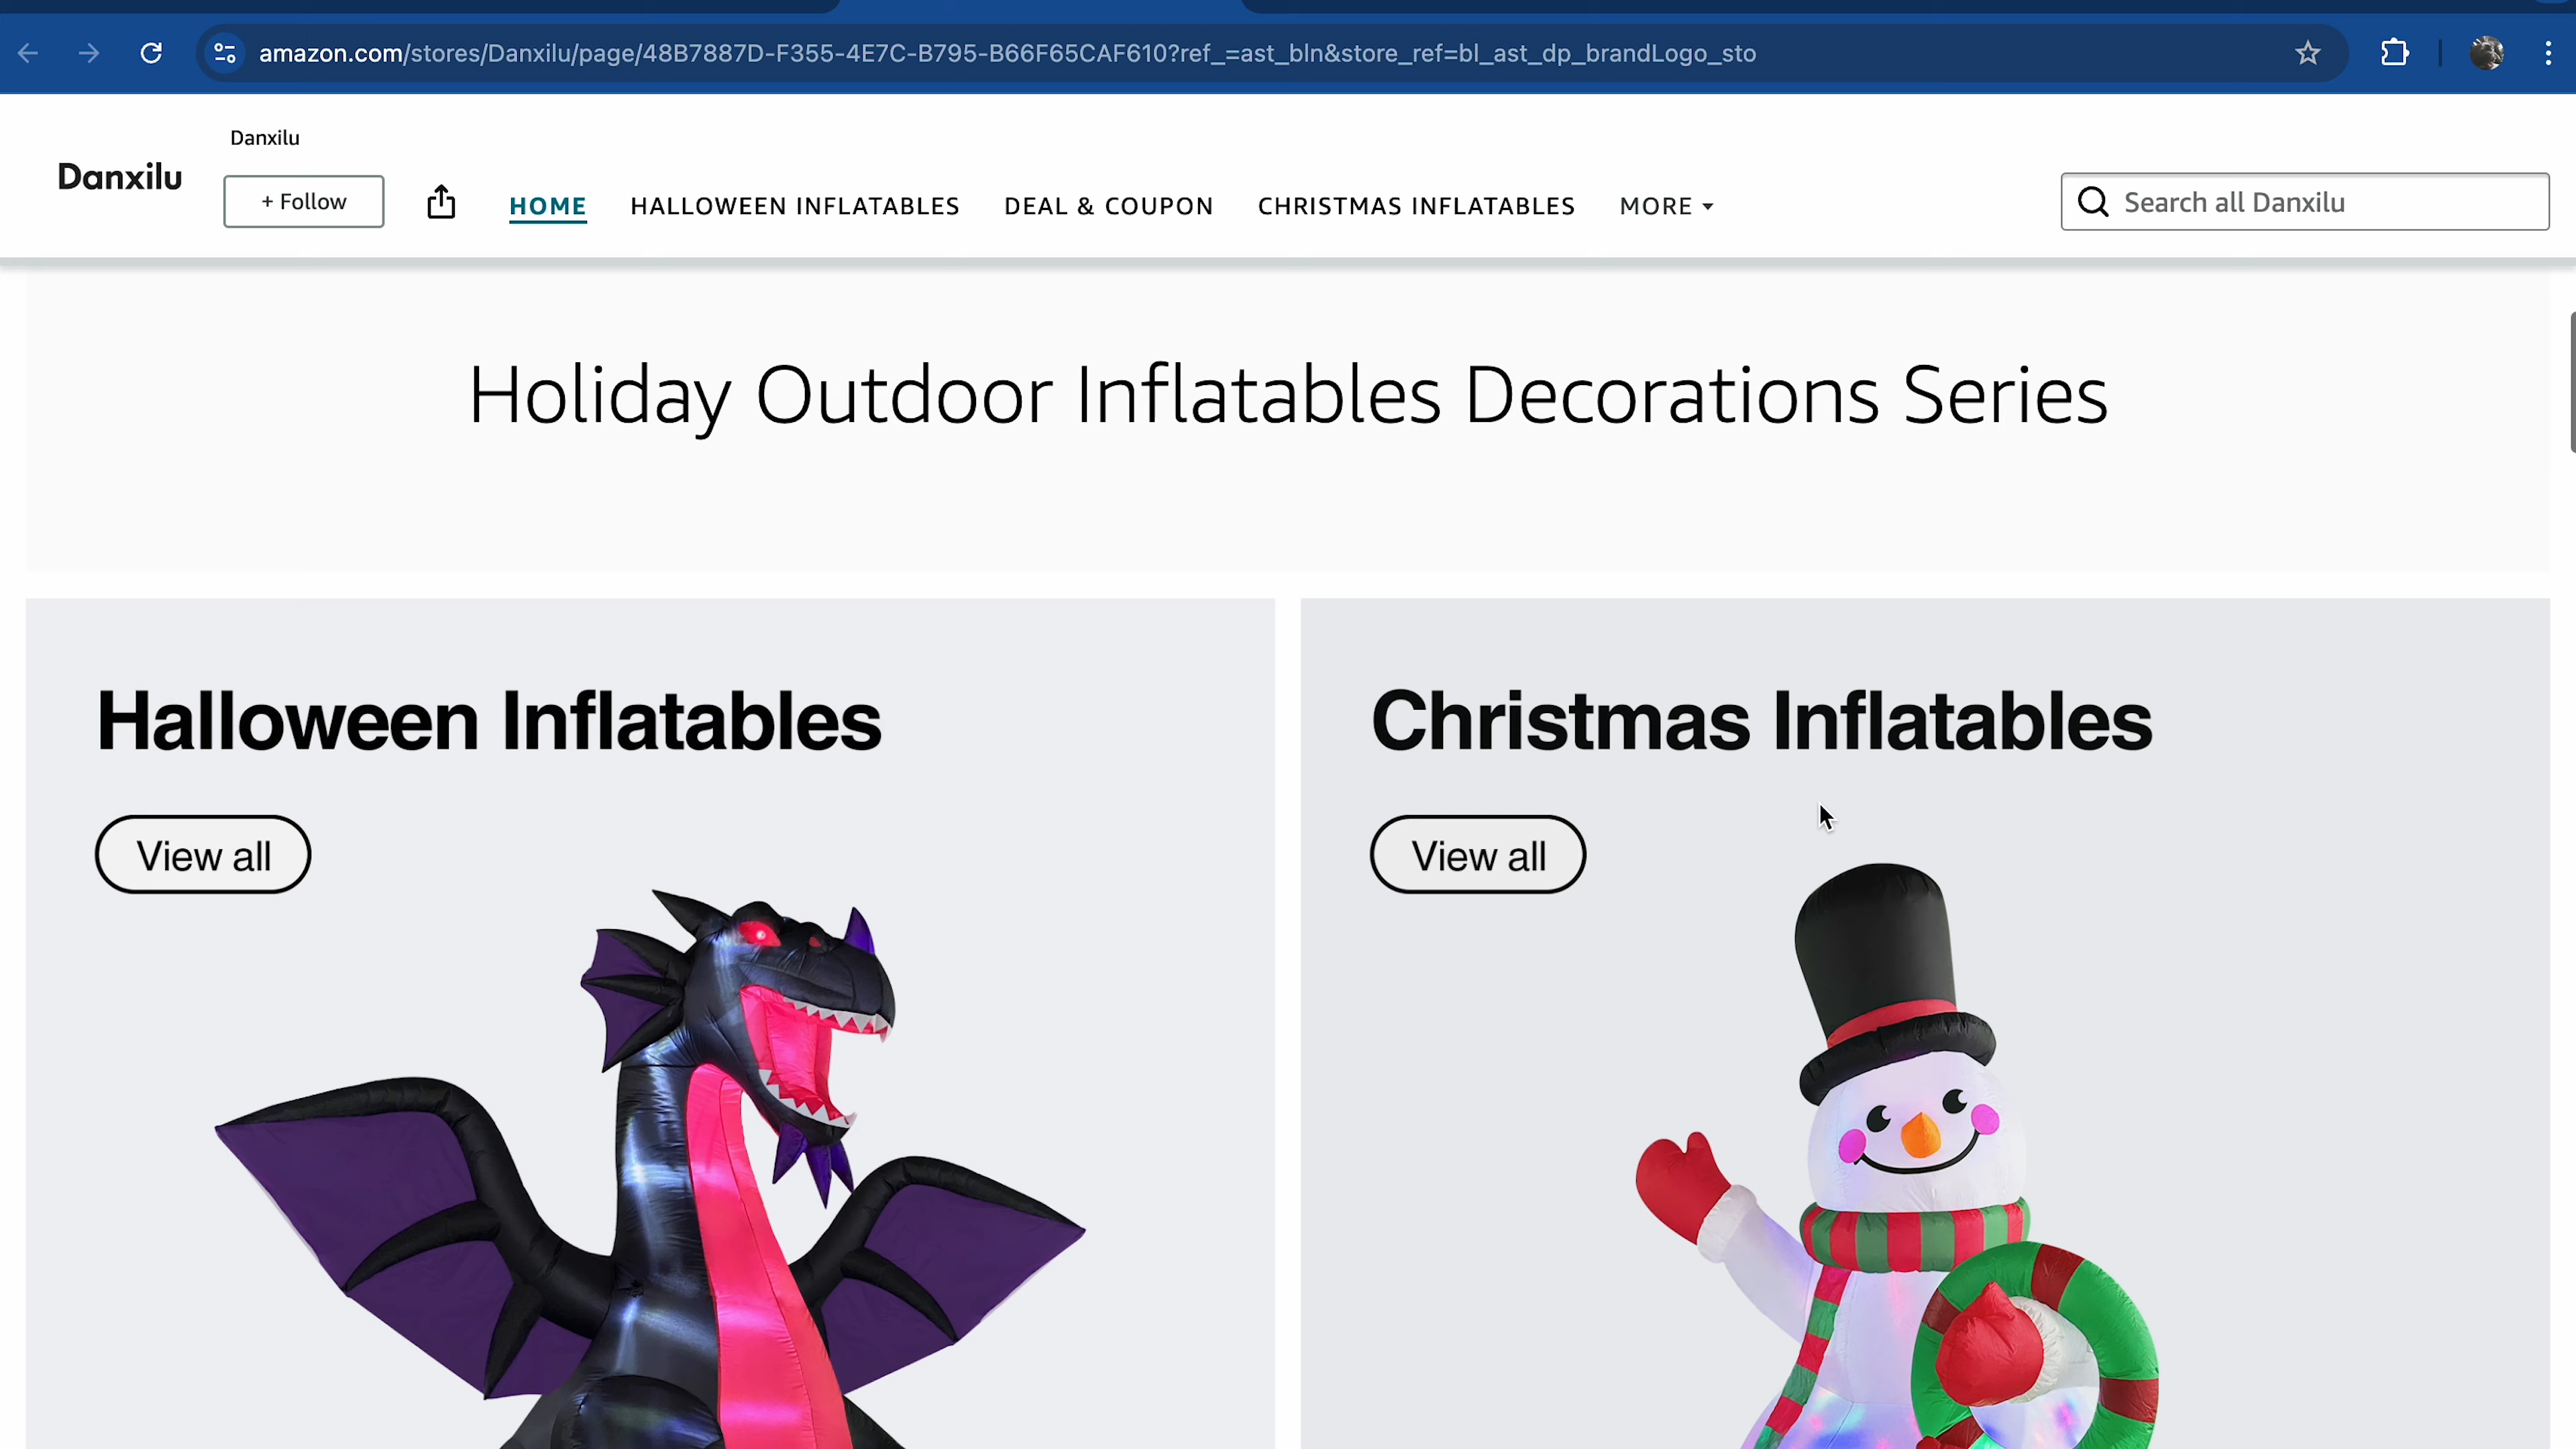 amazon.com/stores/Danxilu/page/48B7887D-F355-4E7C-B795-B66F65CAF610?ref_=ast_bln&store_ref=bl_ast_dp_brandLogo_sto
Danxilu
Danxilu
+ Follow
HOME
HALLOWEEN INFLATABLES
DEAL & COUPON
CHRISTMAS INFLATABLES
MORE
Search all Danxilu
Holiday Outdoor Inflatables Decorations Series
Halloween Inflatables
View all
Christmas Inflatables
View all